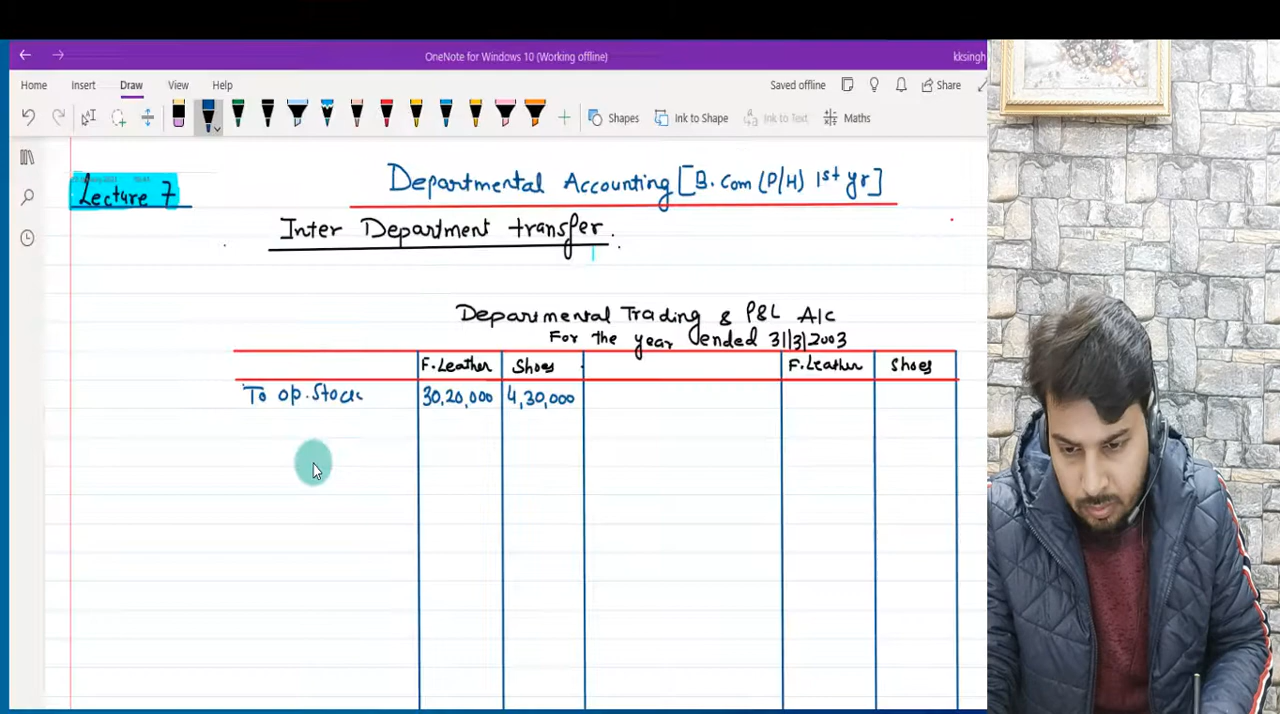 OneNote for Windows 10 (Working offline)
kksingh
Home Insert Draw View Help
Saved offline
Share
Shapes
Ink to Shape
Ink to Text
Maths
Lecture 7
Departmental Accounting [B.Com (P/H) 1st yr]
Inter Department transfer.
Departmental Trading & P&L A/c
For the year ended 31/3/2003
F.Leather Shoes F.Leather Shoes
To op.Stock 30,20,000 4,30,000